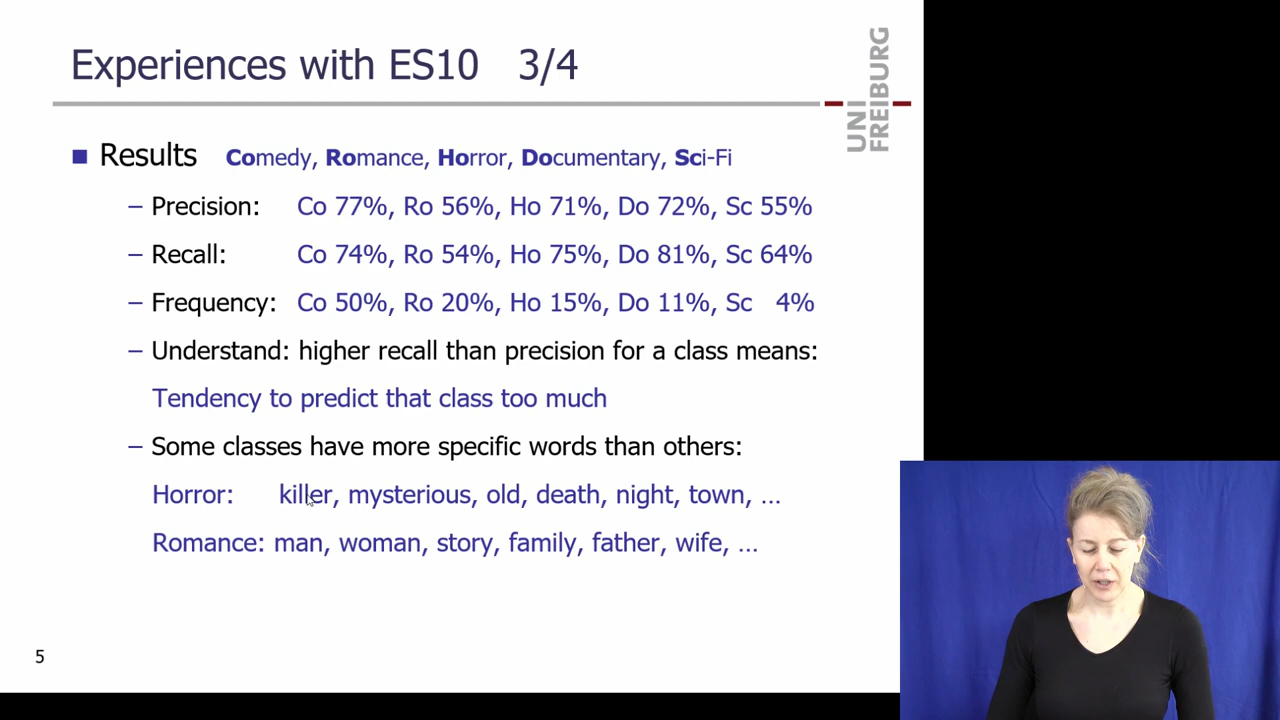 Experiences with ES10 3/4
UNI
FREIBURG
Results Comedy, Romance, Horror, Documentary, Sci-Fi
– Precision: Co 77%, Ro 56%, Ho 71%, Do 72%, Sc 55%
– Recall: Co 74%, Ro 54%, Ho 75%, Do 81%, Sc 64%
– Frequency: Co 50%, Ro 20%, Ho 15%, Do 11%, Sc 4%
– Understand: higher recall than precision for a class means:
Tendency to predict that class too much
– Some classes have more specific words than others:
Horror: killer, mysterious, old, death, night, town, …
Romance: man, woman, story, family, father, wife, …
5